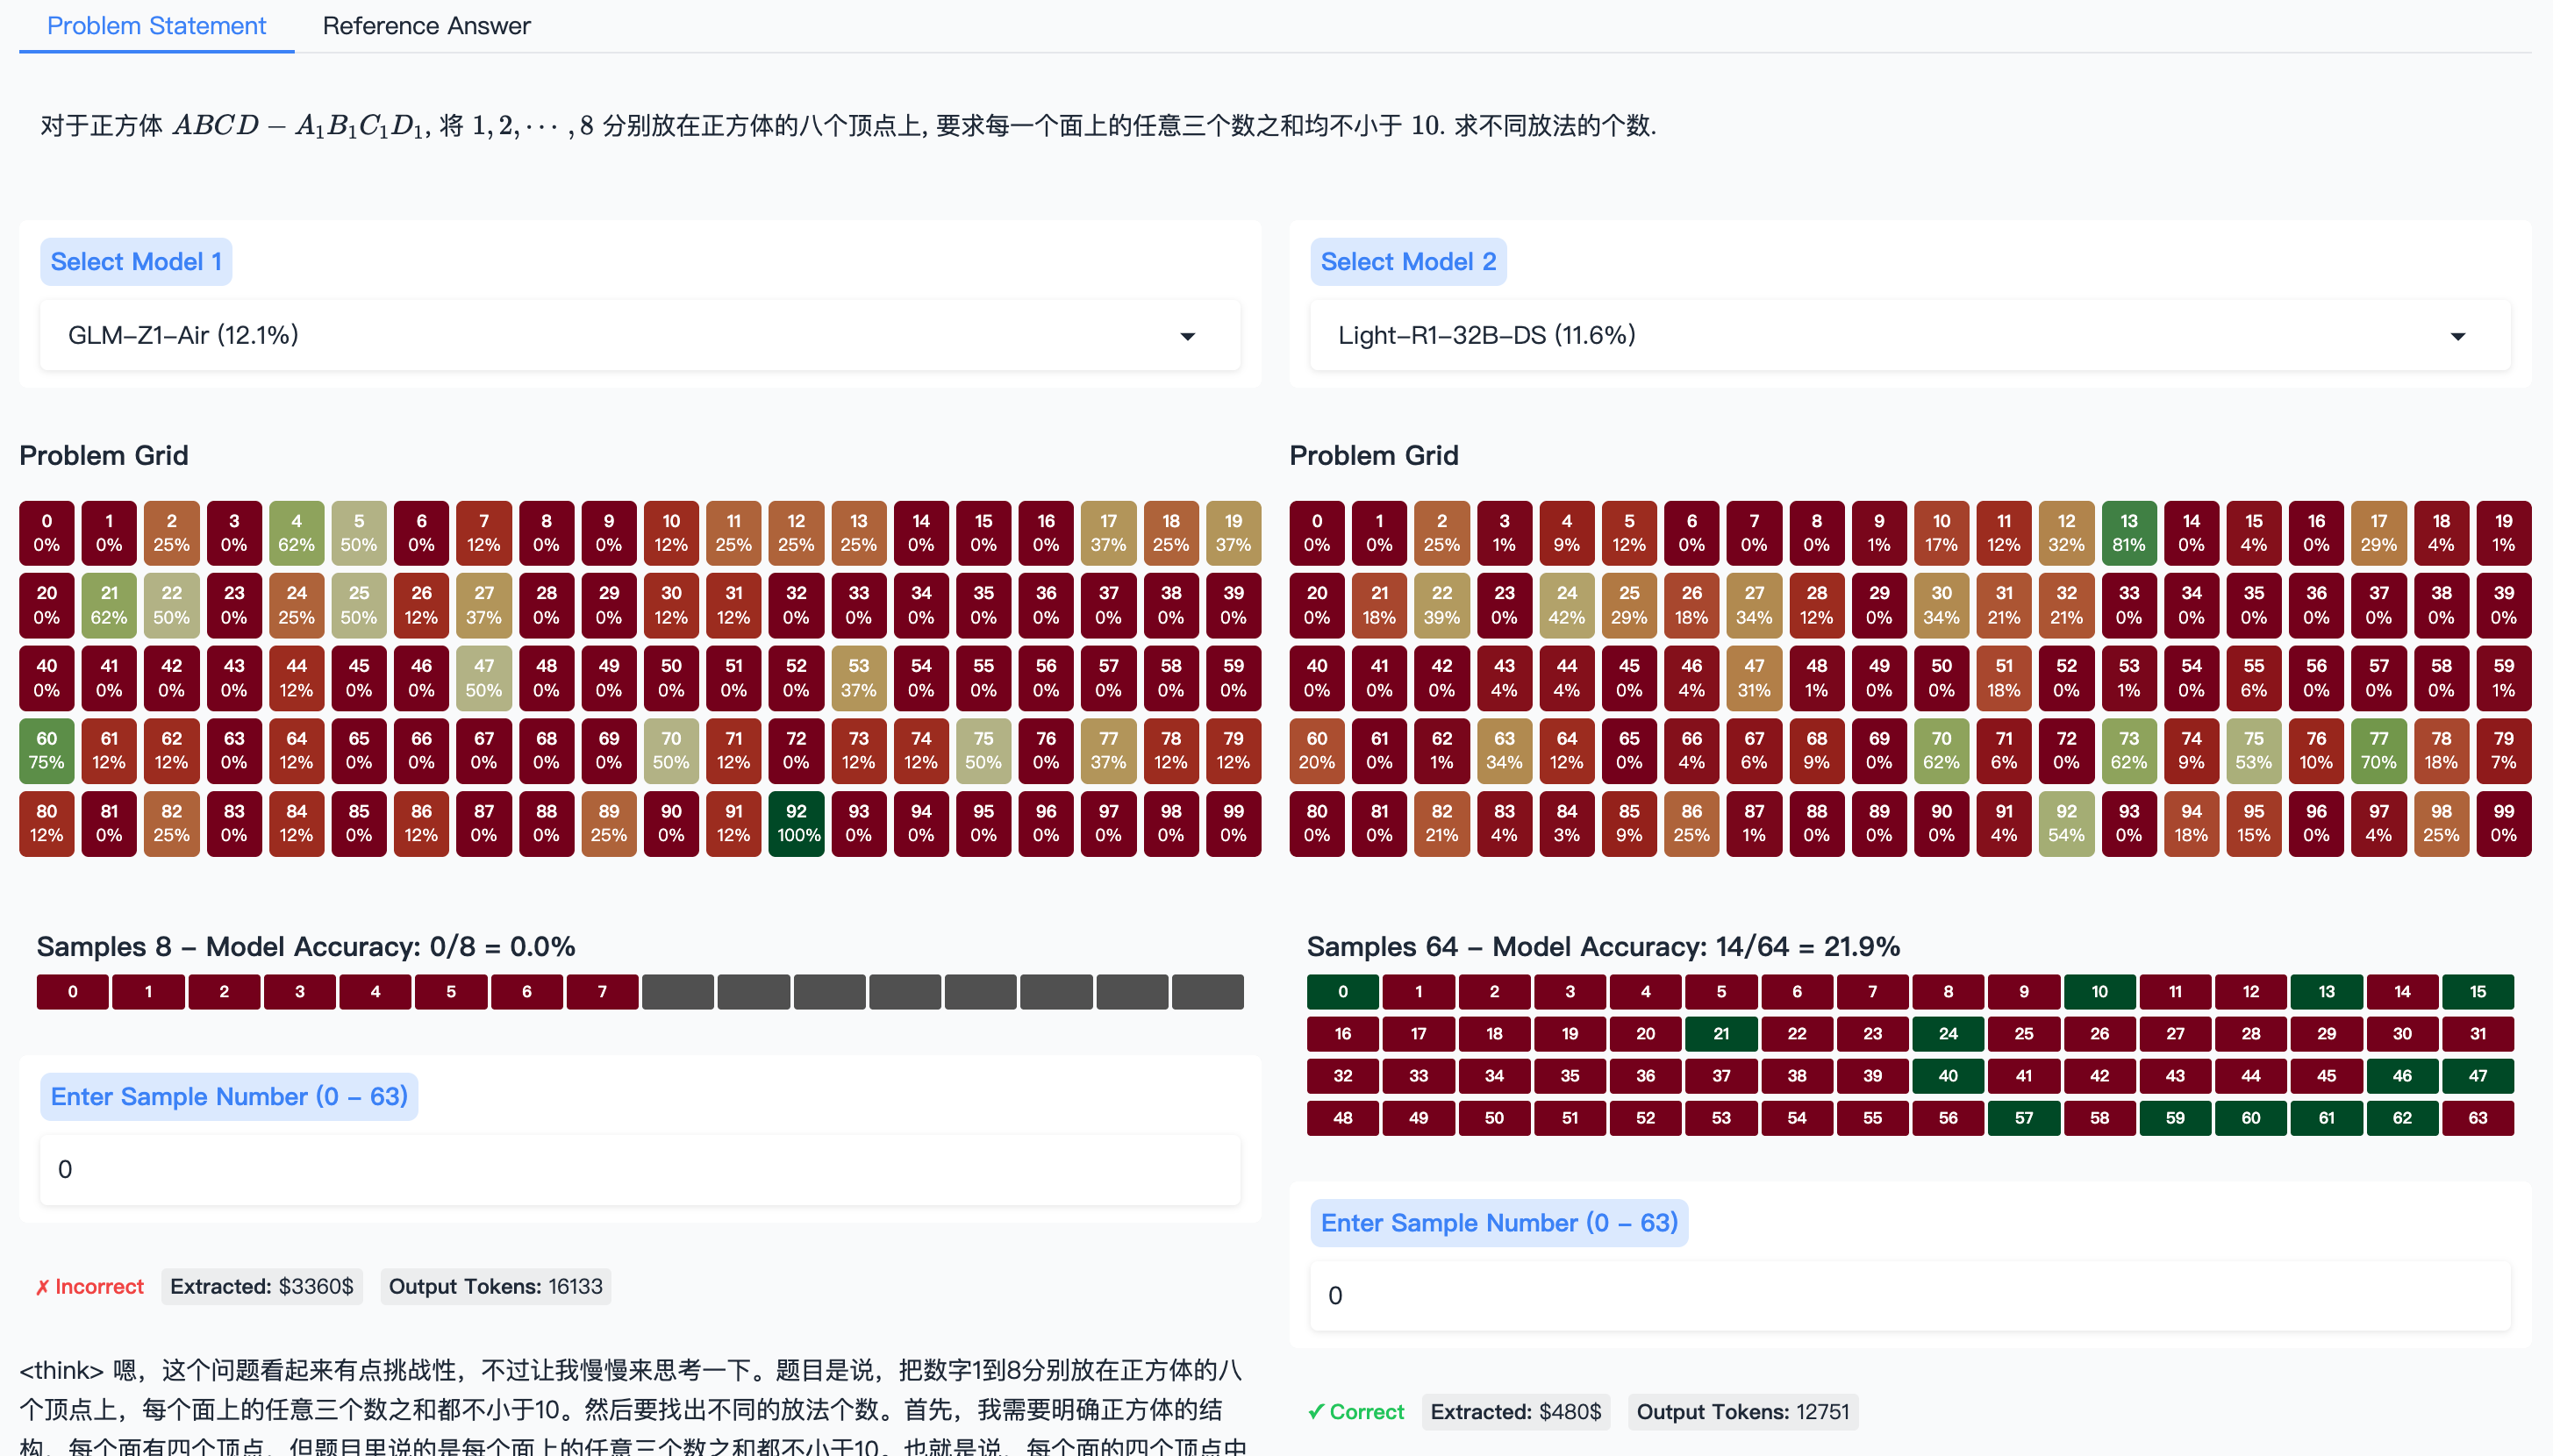 Problem Statement Reference Answer
对于正方体 ABCD − A₁B₁C₁D₁, 将 1, 2, ⋯ , 8 分别放在正方体的八个顶点上, 要求每一个面上的任意三个数之和均不小于 10. 求不同放法的个数.
Select Model 1
GLM-Z1-Air (12.1%)
Select Model 2
Light-R1-32B-DS (11.6%)
Problem Grid
0 1 2 3 4 5 6 7 8 9 10 11 12 13 14 15 16 17 18 19
0% 0% 25% 0% 62% 50% 0% 12% 0% 0% 12% 25% 25% 25% 0% 0% 0% 37% 25% 37%
20 21 22 23 24 25 26 27 28 29 30 31 32 33 34 35 36 37 38 39
0% 62% 50% 0% 25% 50% 12% 37% 0% 0% 12% 12% 0% 0% 0% 0% 0% 0% 0% 0%
40 41 42 43 44 45 46 47 48 49 50 51 52 53 54 55 56 57 58 59
0% 0% 0% 0% 12% 0% 0% 50% 0% 0% 0% 0% 0% 37% 0% 0% 0% 0% 0% 0%
60 61 62 63 64 65 66 67 68 69 70 71 72 73 74 75 76 77 78 79
75% 12% 12% 0% 12% 0% 0% 0% 0% 0% 50% 12% 0% 12% 12% 50% 0% 37% 12% 12%
80 81 82 83 84 85 86 87 88 89 90 91 92 93 94 95 96 97 98 99
12% 0% 25% 0% 12% 0% 12% 0% 0% 25% 0% 12% 100% 0% 0% 0% 0% 0% 0% 0%
Problem Grid
0 1 2 3 4 5 6 7 8 9 10 11 12 13 14 15 16 17 18 19
0% 0% 25% 1% 9% 12% 0% 0% 0% 1% 17% 12% 32% 81% 0% 4% 0% 29% 4% 1%
20 21 22 23 24 25 26 27 28 29 30 31 32 33 34 35 36 37 38 39
0% 18% 39% 0% 42% 29% 18% 34% 12% 0% 34% 21% 21% 0% 0% 0% 0% 0% 0% 0%
40 41 42 43 44 45 46 47 48 49 50 51 52 53 54 55 56 57 58 59
0% 0% 0% 4% 4% 0% 4% 31% 1% 0% 0% 18% 0% 1% 0% 6% 0% 0% 0% 1%
60 61 62 63 64 65 66 67 68 69 70 71 72 73 74 75 76 77 78 79
20% 0% 1% 34% 12% 0% 4% 6% 9% 0% 62% 6% 0% 62% 9% 53% 10% 70% 18% 7%
80 81 82 83 84 85 86 87 88 89 90 91 92 93 94 95 96 97 98 99
0% 0% 21% 4% 3% 9% 25% 1% 0% 0% 0% 4% 54% 0% 18% 15% 0% 4% 25% 0%
Samples 8 – Model Accuracy: 0/8 = 0.0%
0 1 2 3 4 5 6 7
Enter Sample Number (0 – 63)
0
✗ Incorrect Extracted: $3360$ Output Tokens: 16133
<think> 嗯，这个问题看起来有点挑战性，不过让我慢慢来思考一下。题目是说，把数字1到8分别放在正方体的八
个顶点上，每个面上的任意三个数之和都不小于10。然后要找出不同的放法个数。首先，我需要明确正方体的结
构，每个面有四个顶点，但题目里说的是每个面上的任意三个数之和都不小于10。也就是说，每个面的四个顶点中
Samples 64 – Model Accuracy: 14/64 = 21.9%
0 1 2 3 4 5 6 7 8 9 10 11 12 13 14 15
16 17 18 19 20 21 22 23 24 25 26 27 28 29 30 31
32 33 34 35 36 37 38 39 40 41 42 43 44 45 46 47
48 49 50 51 52 53 54 55 56 57 58 59 60 61 62 63
Enter Sample Number (0 – 63)
0
✓ Correct Extracted: $480$ Output Tokens: 12751